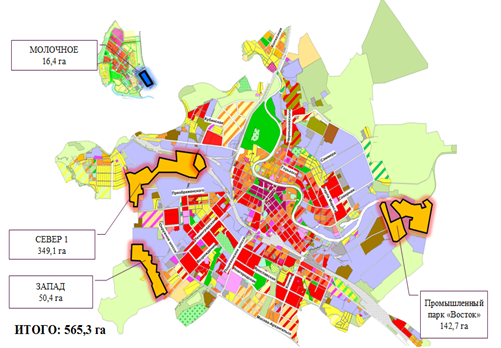 МОЛОЧНОЕ
16,4 га
СЕВЕР 1
349,1 га
ЗАПАД
50,4 га
ИТОГО: 565,3 га
Промышленный
парк «Восток»
142,7 га